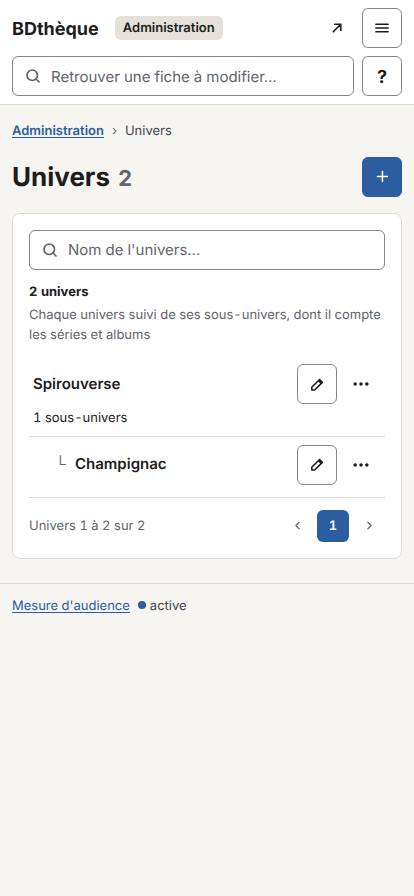 BDthèque Administration
Retrouver une fiche à modifier...
?
Administration › Univers
Univers 2
+
Nom de l'univers...
2 univers
Chaque univers suivi de ses sous-univers, dont il compte
les séries et albums
Spirouverse
1 sous-univers
└ Champignac
Univers 1 à 2 sur 2
‹ 1 ›
Mesure d'audience active